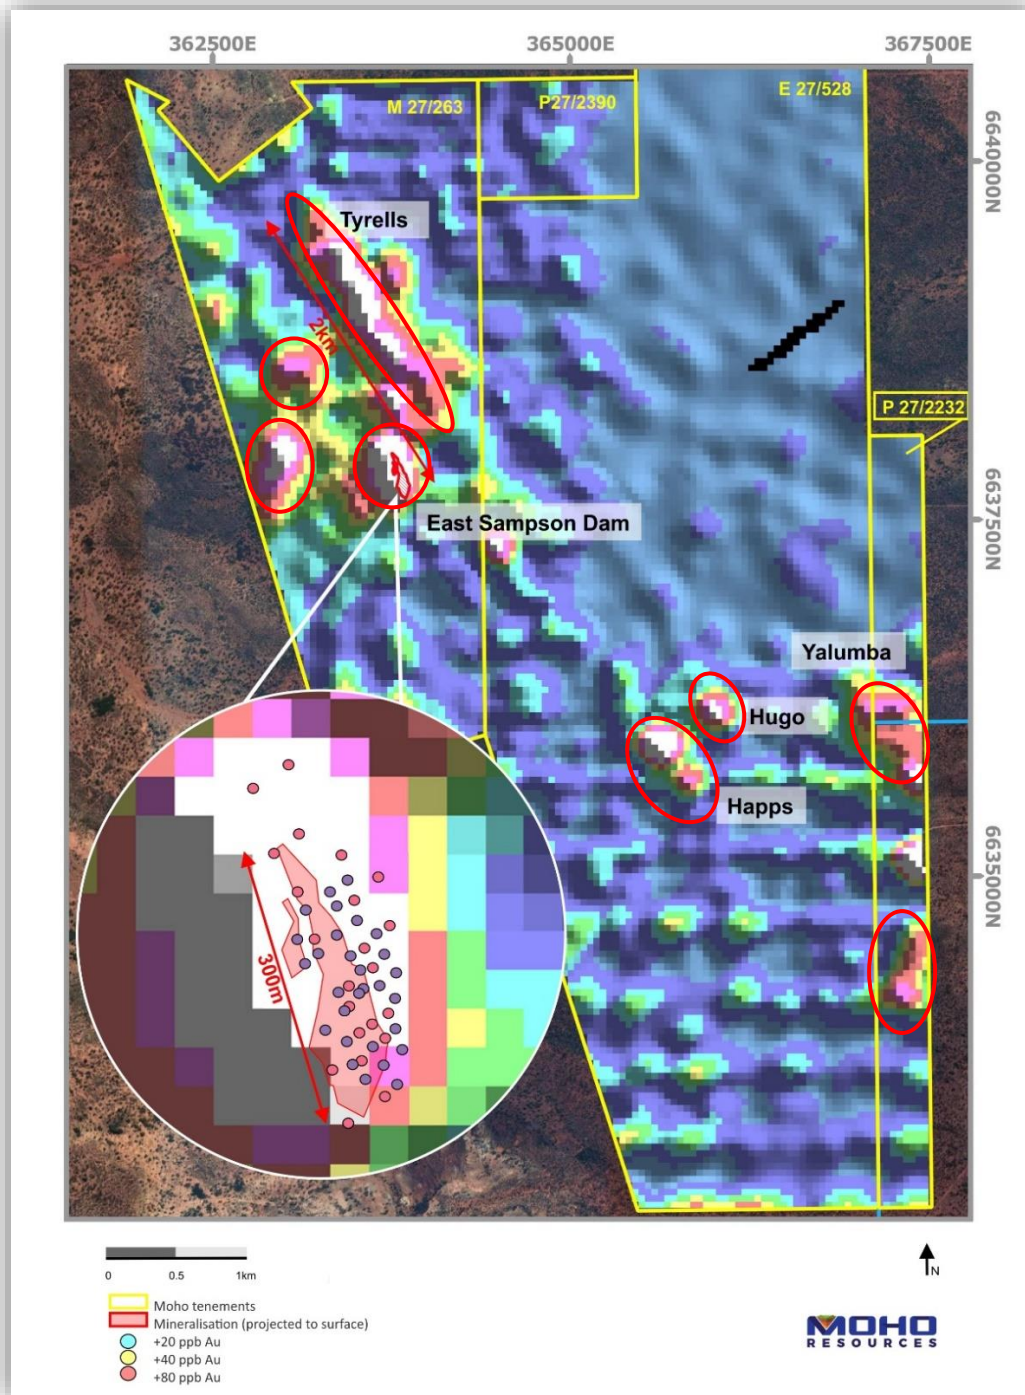 362500E
365000E
367500E
M 27/263
P27/2390
E 27/528
6640000N
Tyrells
2km
P 27/2232
6637500N
East Sampson Dam
Yalumba
Hugo
Happs
6635000N
300m
0 0.5 1km
N
Moho tenements
Mineralisation (projected to surface)
+20 ppb Au
+40 ppb Au
+80 ppb Au
MOHO
RESOURCES